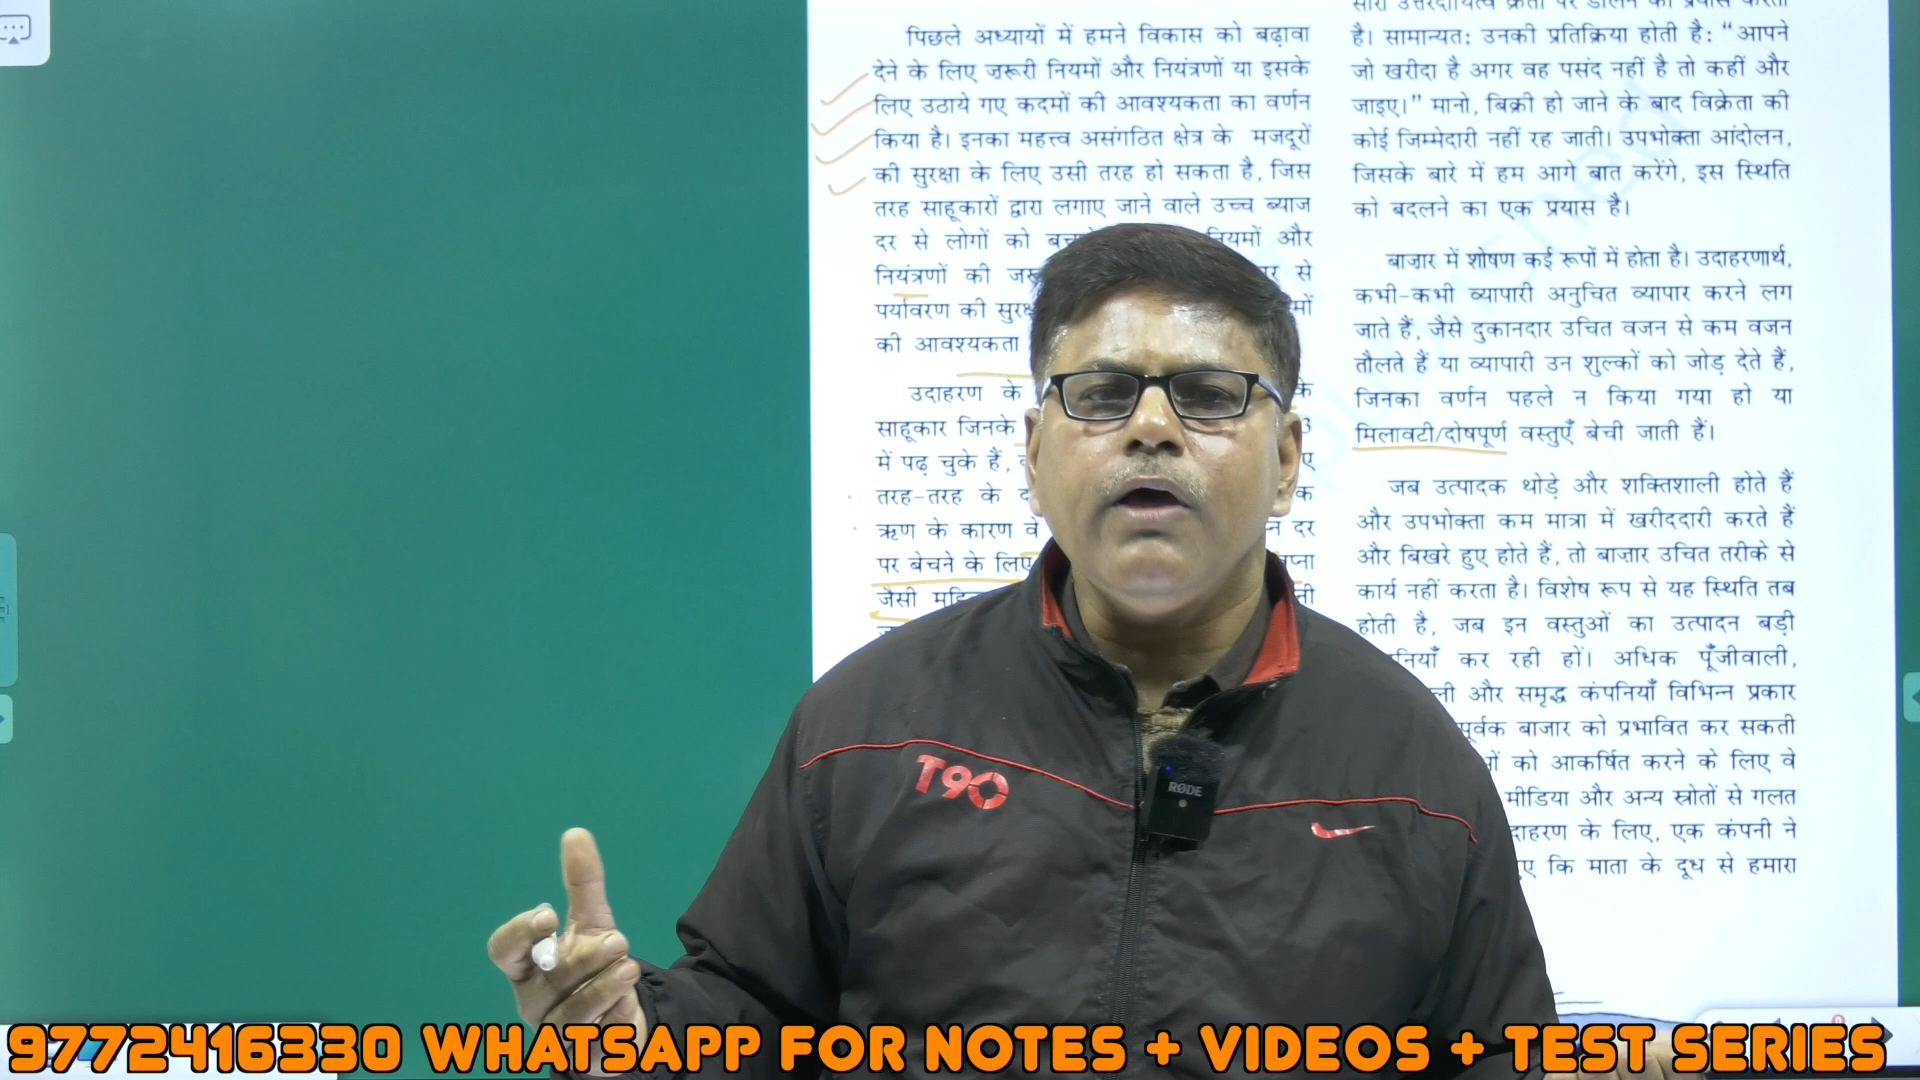 पिछले अध्यायों में हमने विकास को बढ़ावा
देने के लिए ज़रूरी नियमों और नियंत्रणों या इसके
लिए उठाये गए कदमों की आवश्यकता का वर्णन
किया है। इनका महत्त्व असंगठित क्षेत्र के मजदूरों
की सुरक्षा के लिए उसी तरह हो सकता है, जिस
तरह साहूकारों द्वारा लगाए जाने वाले उच्च ब्याज
दर से लोगों को नियमों और
नियंत्रणों की से
पर्यावरण की
की आवश्यकता
उदाहरण के के
साहूकार जिनके 3
में पढ़ चुके हैं,
तरह-तरह के
ऋण के कारण वे दर
पर बेचने के लिए
जैसी
है। सामान्यतः उनकी प्रतिक्रिया होती है: “आपने
जो खरीदा है अगर वह पसंद नहीं है तो कहीं और
जाइए।” मानो, बिक्री हो जाने के बाद विक्रेता की
कोई जिम्मेदारी नहीं रह जाती। उपभोक्ता आंदोलन,
जिसके बारे में हम आगे बात करेंगे, इस स्थिति
को बदलने का एक प्रयास है।
बाज़ार में शोषण कई रूपों में होता है। उदाहरणार्थ,
कभी-कभी व्यापारी अनुचित व्यापार करने लग
जाते हैं, जैसे दुकानदार उचित वजन से कम वजन
तौलते हैं या व्यापारी उन शुल्कों को जोड़ देते हैं,
जिनका वर्णन पहले न किया गया हो या
मिलावटी/दोषपूर्ण वस्तुएँ बेची जाती हैं।
जब उत्पादक थोड़े और शक्तिशाली होते हैं
और उपभोक्ता कम मात्रा में खरीददारी करते हैं
और बिखरे हुए होते हैं, तो बाज़ार उचित तरीके से
कार्य नहीं करता है। विशेष रूप से यह स्थिति तब
होती है, जब इन वस्तुओं का उत्पादन बड़ी
कर रही हों। अधिक पूँजीवाली,
और समृद्ध कंपनियाँ विभिन्न प्रकार
बाजार को प्रभावित कर सकती
को आकर्षित करने के लिए वे
मीडिया और अन्य स्रोतों से गलत
के लिए, एक कंपनी ने
कि माता के दूध से हमारा
T90
RØDE
9772416330 WHATSAPP FOR NOTES + VIDEOS + TEST SERIES